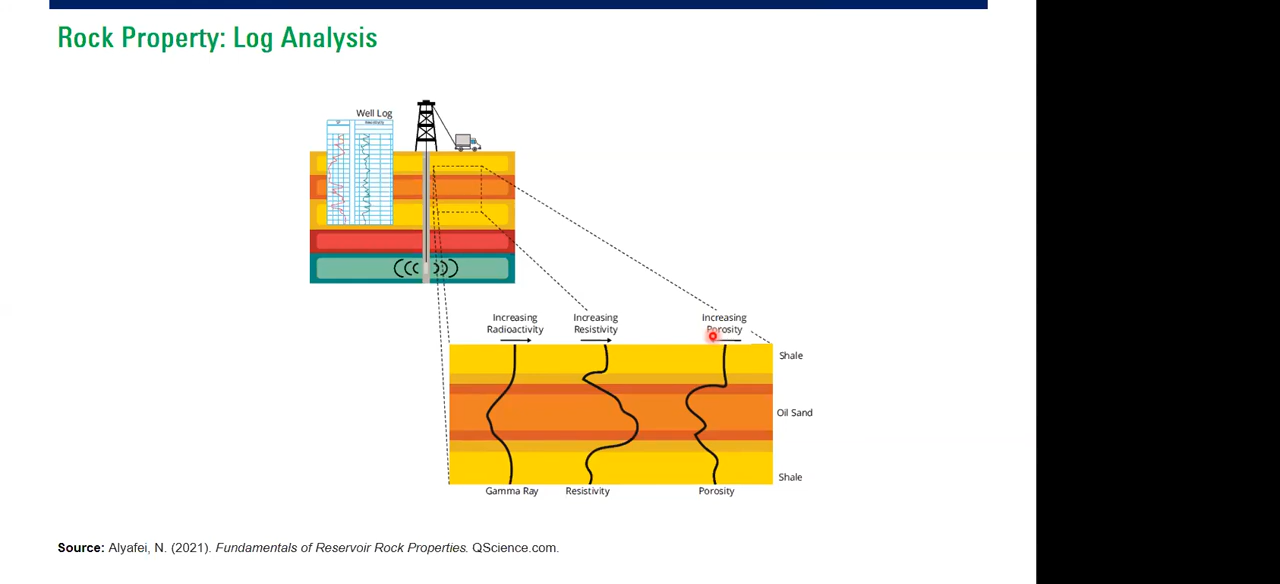 Rock Property: Log Analysis
Well Log
Increasing
Radioactivity
Increasing
Resistivity
Increasing
Porosity
Shale
Oil Sand
Shale
Gamma Ray
Resistivity
Porosity
Source: Alyafei, N. (2021). Fundamentals of Reservoir Rock Properties. QScience.com.